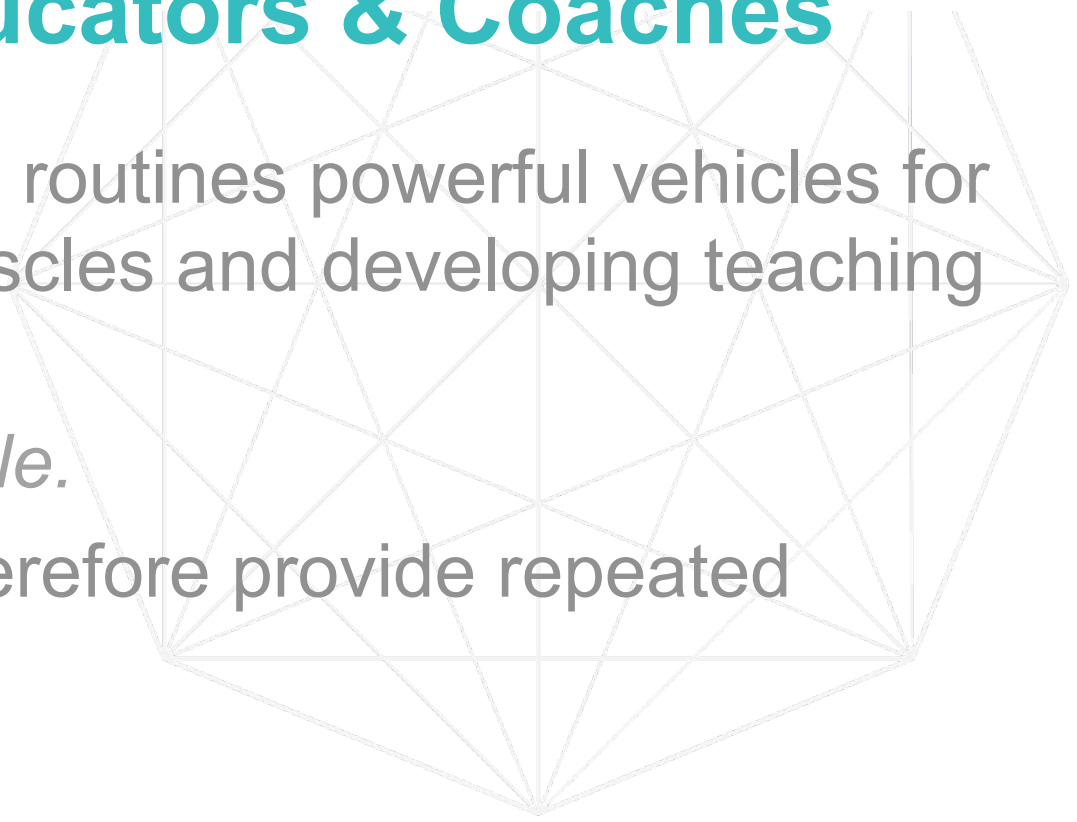 ucators & Coaches
routines powerful vehicles for
scles and developing teaching
le.
erefore provide repeated